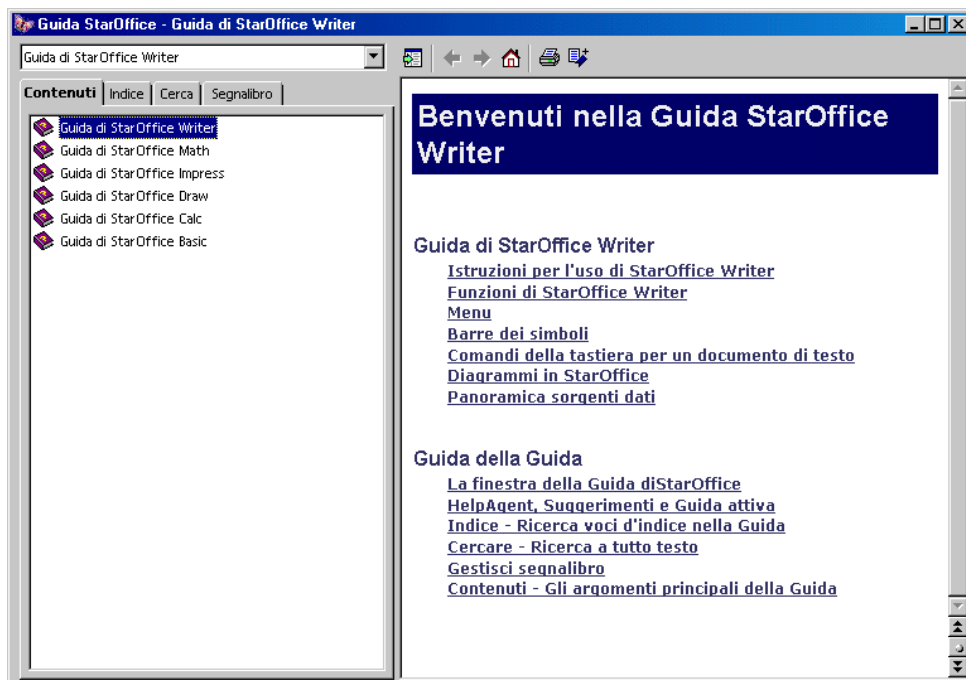 Guida StarOffice - Guida di StarOffice Writer
Guida di StarOffice Writer
Contenuti Indice Cerca Segnalibro
Guida di StarOffice Writer
Guida di StarOffice Math
Guida di StarOffice Impress
Guida di StarOffice Draw
Guida di StarOffice Calc
Guida di StarOffice Basic
Benvenuti nella Guida StarOffice
Writer
Guida di StarOffice Writer
Istruzioni per l'uso di StarOffice Writer
Funzioni di StarOffice Writer
Menu
Barre dei simboli
Comandi della tastiera per un documento di testo
Diagrammi in StarOffice
Panoramica sorgenti dati
Guida della Guida
La finestra della Guida diStarOffice
HelpAgent, Suggerimenti e Guida attiva
Indice - Ricerca voci d'indice nella Guida
Cercare - Ricerca a tutto testo
Gestisci segnalibro
Contenuti - Gli argomenti principali della Guida